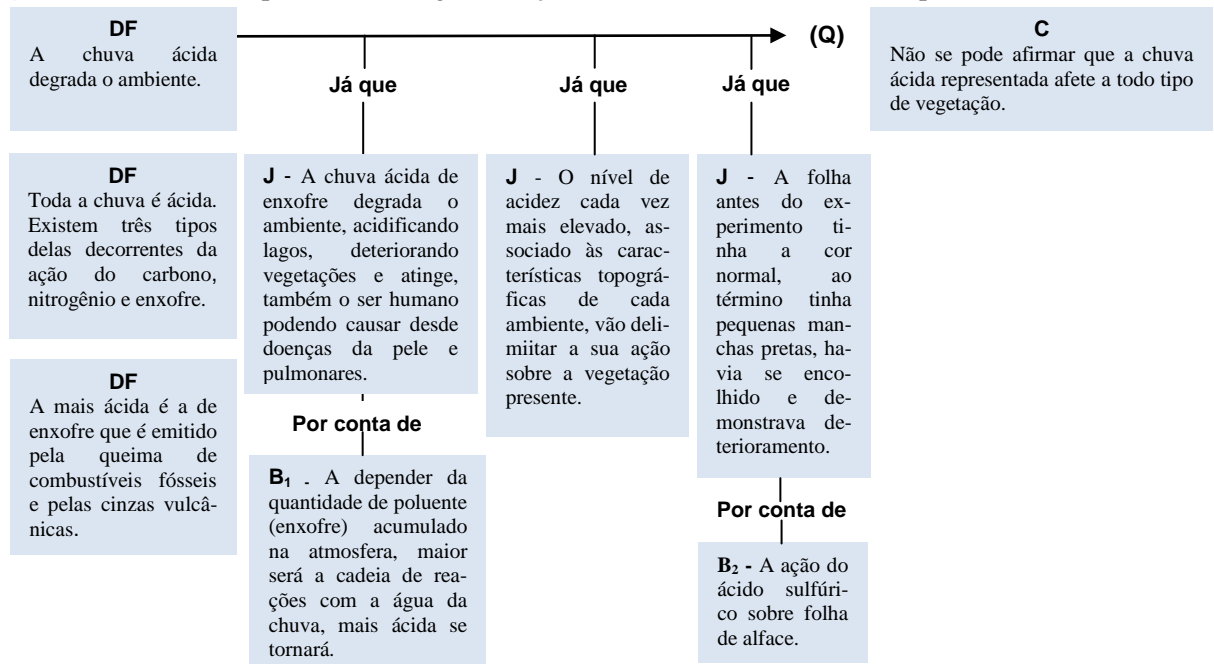 DF
A chuva ácida
degrada o ambiente.
DF
Toda a chuva é ácida.
Existem três tipos
delas decorrentes da
ação do carbono,
nitrogênio e enxofre.
DF
A mais ácida é a de
enxofre que é emitido
pela queima de
combustíveis fósseis
e pelas cinzas vulcâ-
nicas.
(Q)
Já que
Já que
Já que
J - A chuva ácida de
enxofre degrada o
ambiente, acidificando
lagos, deteriorando
vegetações e atinge,
também o ser humano
podendo causar desde
doenças da pele e
pulmonares.
Por conta de
B₁ - A depender da
quantidade de poluente
(enxofre) acumulado
na atmosfera, maior
será a cadeia de rea-
ções com a água da
chuva, mais ácida se
tornará.
J - O nível de
acidez cada vez
mais elevado, as-
sociado às carac-
terísticas topográ-
ficas de cada
ambiente, vão deli-
miitar a sua ação
sobre a vegetação
presente.
J - A folha
antes do ex-
perimento ti-
nha a cor
normal, ao
término tinha
pequenas man-
chas pretas, ha-
via se enco-
lhido e de-
monstrava de-
terioramento.
Por conta de
B₂ - A ação do
ácido sulfúri-
co sobre folha
de alface.
C
Não se pode afirmar que a chuva
ácida representada afete a todo tipo
de vegetação.